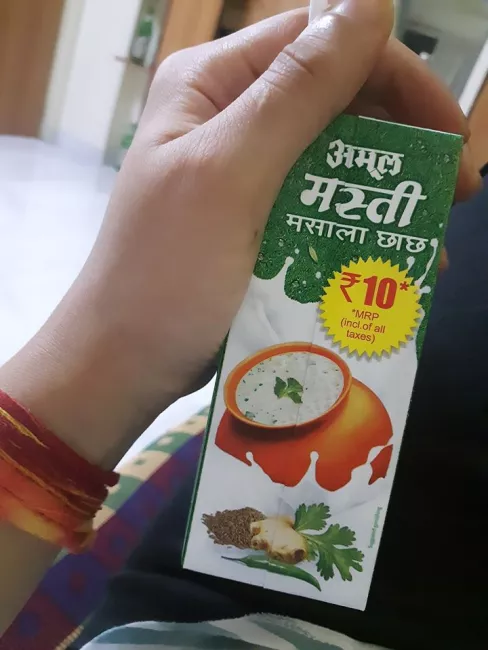 अमूल
मस्ती
मसाला छाछ
₹10*
*MRP
(incl.of all
taxes)